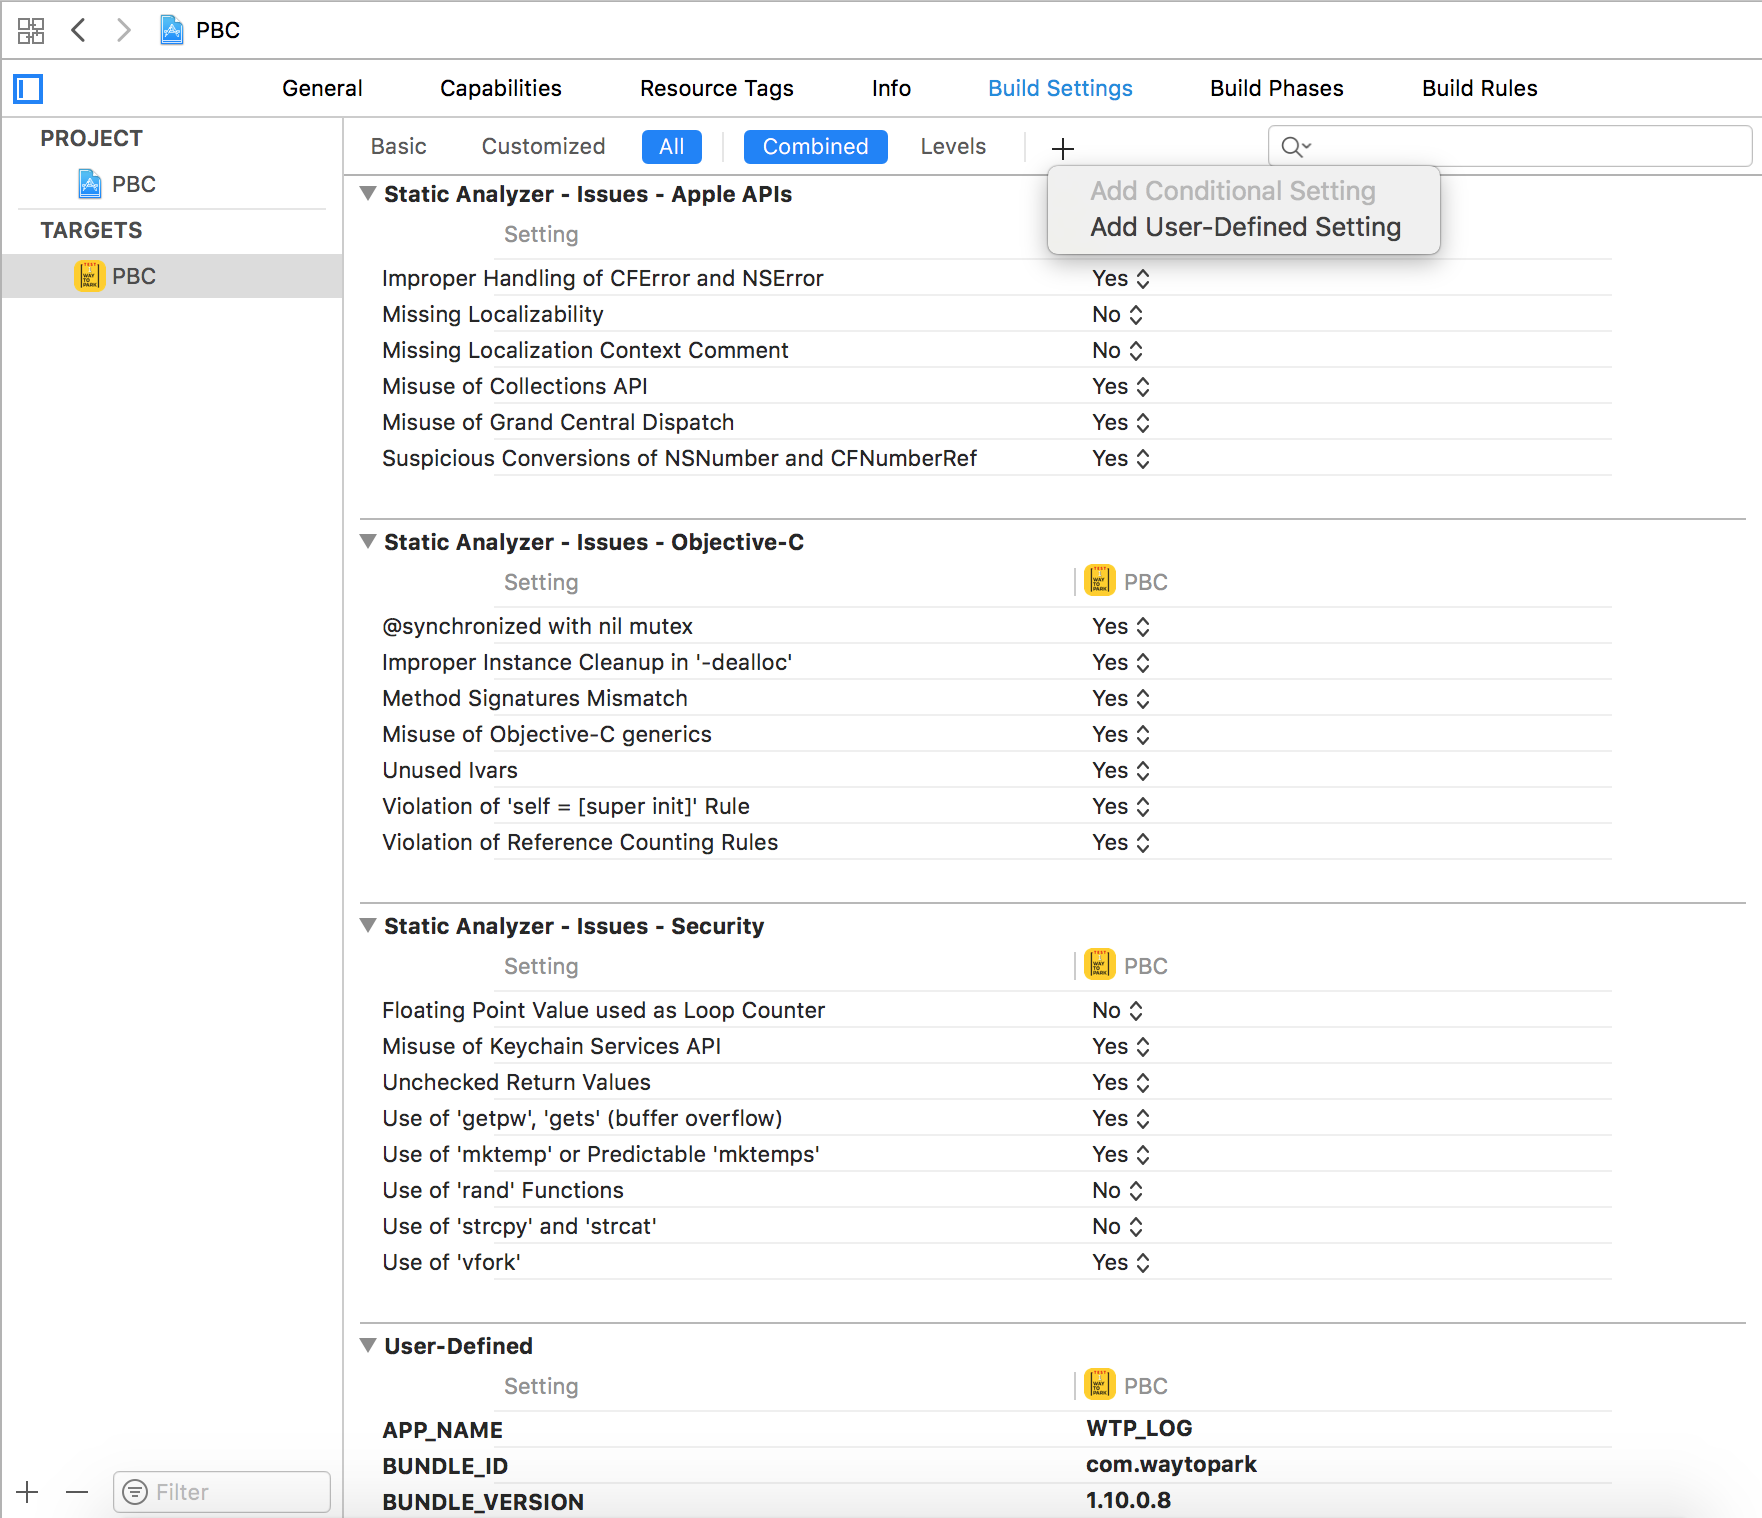 PBC
General Capabilities Resource Tags Info Build Settings Build Phases Build Rules
PROJECT
PBC
TARGETS
PBC
Basic Customized All Combined Levels
Add Conditional Setting
Add User-Defined Setting
Static Analyzer - Issues - Apple APIs
Setting
Improper Handling of CFError and NSError Yes
Missing Localizability No
Missing Localization Context Comment No
Misuse of Collections API Yes
Misuse of Grand Central Dispatch Yes
Suspicious Conversions of NSNumber and CFNumberRef Yes
Static Analyzer - Issues - Objective-C
Setting PBC
@synchronized with nil mutex Yes
Improper Instance Cleanup in '-dealloc' Yes
Method Signatures Mismatch Yes
Misuse of Objective-C generics Yes
Unused Ivars Yes
Violation of 'self = [super init]' Rule Yes
Violation of Reference Counting Rules Yes
Static Analyzer - Issues - Security
Setting PBC
Floating Point Value used as Loop Counter No
Misuse of Keychain Services API Yes
Unchecked Return Values Yes
Use of 'getpw', 'gets' (buffer overflow) Yes
Use of 'mktemp' or Predictable 'mktemps' Yes
Use of 'rand' Functions No
Use of 'strcpy' and 'strcat' No
Use of 'vfork' Yes
User-Defined
Setting PBC
APP_NAME WTP_LOG
BUNDLE_ID com.waytopark
BUNDLE_VERSION 1.10.0.8
Filter